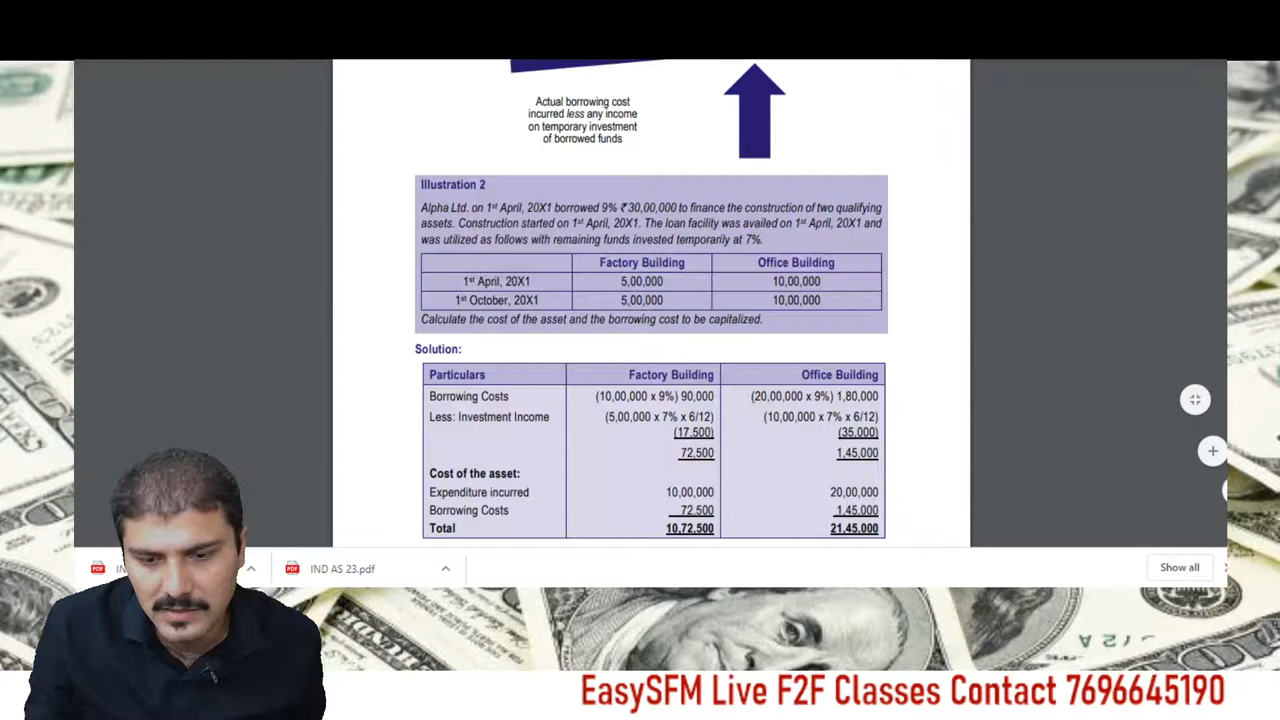 Actual borrowing cost
incurred less any income
on temporary investment
of borrowed funds
Illustration 2
Alpha Ltd. on 1st April, 20X1 borrowed 9% ₹ 30,00,000 to finance the construction of two qualifying
assets. Construction started on 1st April, 20X1. The loan facility was availed on 1st April, 20X1 and
was utilized as follows with remaining funds invested temporarily at 7%.
Factory Building Office Building
1st April, 20X1 5,00,000 10,00,000
1st October, 20X1 5,00,000 10,00,000
Calculate the cost of the asset and the borrowing cost to be capitalized.
Solution:
Particulars Factory Building Office Building
Borrowing Costs (10,00,000 x 9%) 90,000 (20,00,000 x 9%) 1,80,000
Less: Investment Income (5,00,000 x 7% x 6/12) (10,00,000 x 7% x 6/12)
(17,500) (35,000)
72,500 1,45,000
Cost of the asset:
Expenditure incurred 10,00,000 20,00,000
Borrowing Costs 72,500 1,45,000
Total 10,72,500 21,45,000
IND AS 23.pdf
Show all
EasySFM Live F2F Classes Contact 7696645190